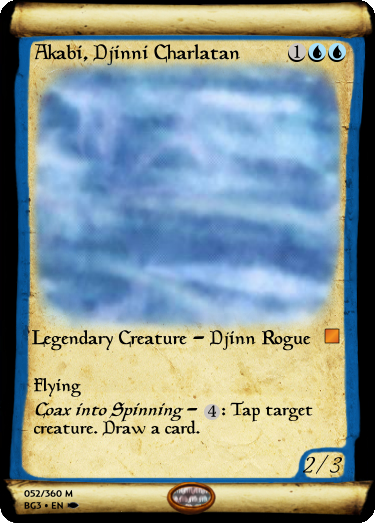 Akabi, Djinni Charlatan 1
Legendary Creature – Djinn Rogue
Flying
Coax into Spinning – 4: Tap target
creature. Draw a card.
2/3
052/360 M
BG3 • EN